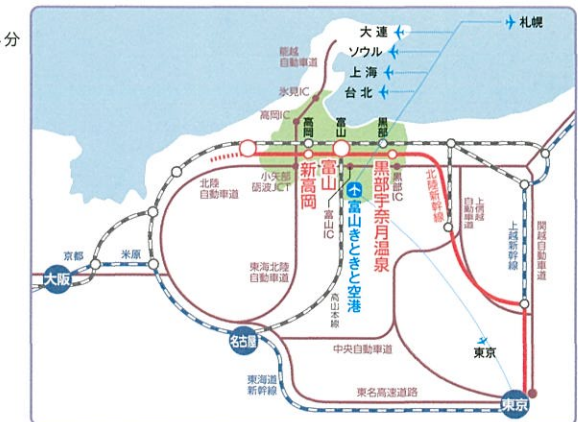 分
大連
ソウル
上海
台北
札幌
能越
自動車道
氷見IC
高岡IC
高岡
富山
黒部
北陸
自動車道
小矢部
砺波JCT
新高岡
富山
富山IC
富山きときと空港
黒部宇奈月温泉
黒部IC
北陸新幹線
上信越
自動車道
上越新幹線
関越自動車道
京都
米原
大阪
東海北陸
自動車道
高山本線
名古屋
中央自動車道
東京
東海道
新幹線
東名高速道路
東京